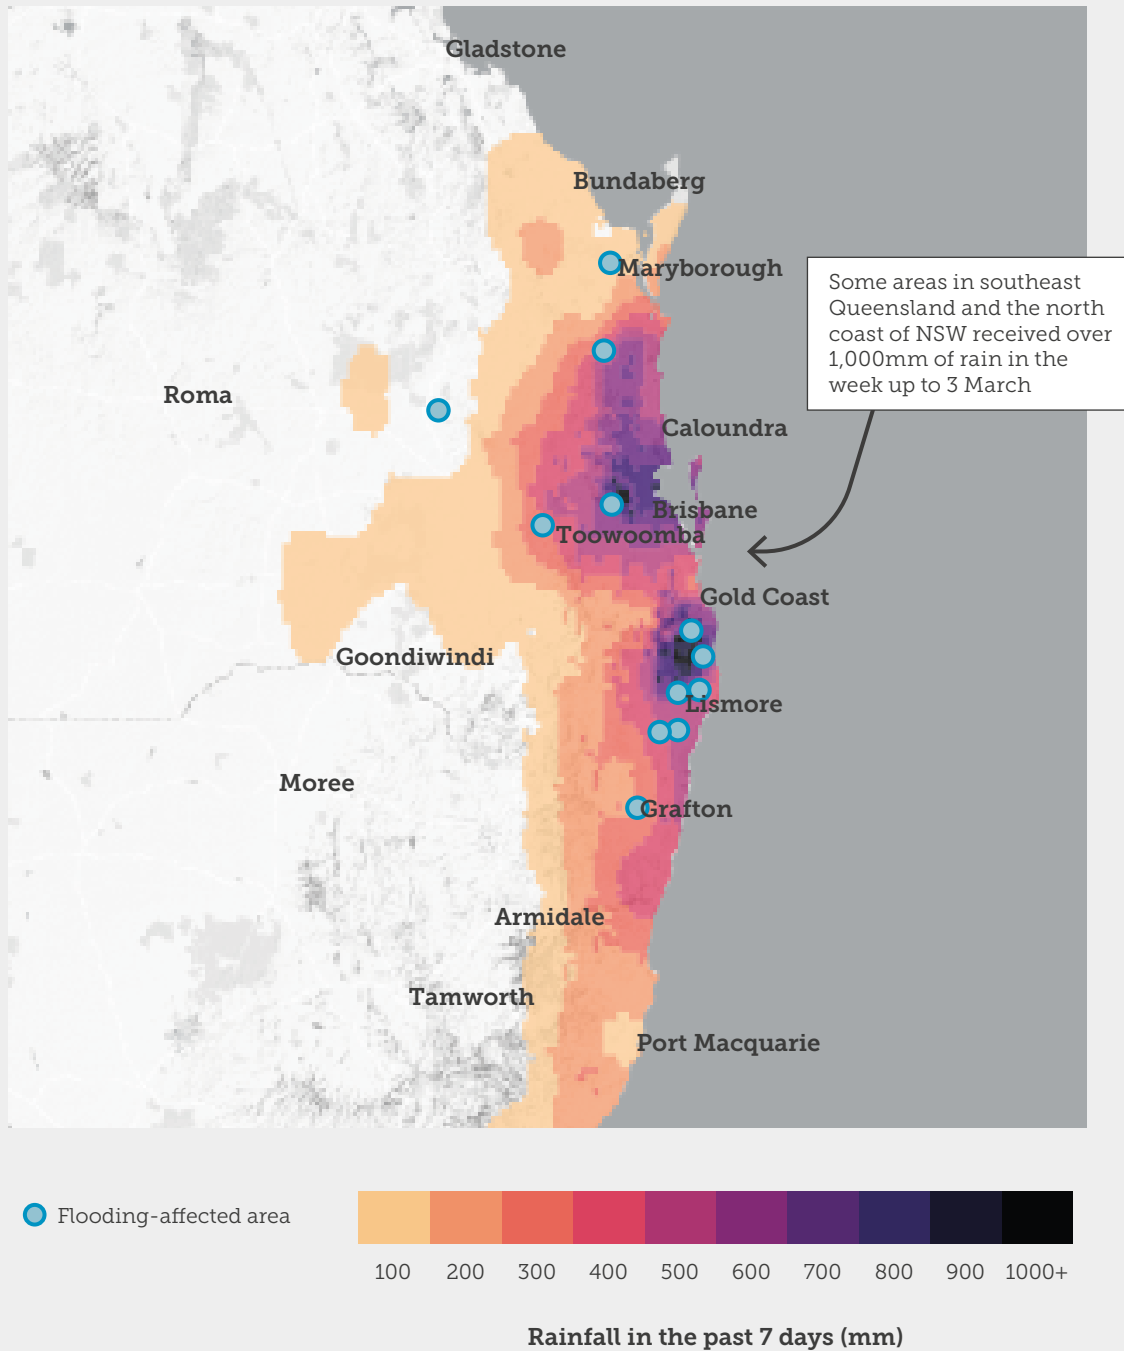 Gladstone
Bundaberg
Maryborough
Some areas in southeast
Queensland and the north
coast of NSW received over
1,000mm of rain in the
week up to 3 March
Roma
Caloundra
Brisbane
Toowoomba
Gold Coast
Goondiwindi
Lismore
Moree
Grafton
Armidale
Tamworth
Port Macquarie
Flooding-affected area
100 200 300 400 500 600 700 800 900 1000+
Rainfall in the past 7 days (mm)